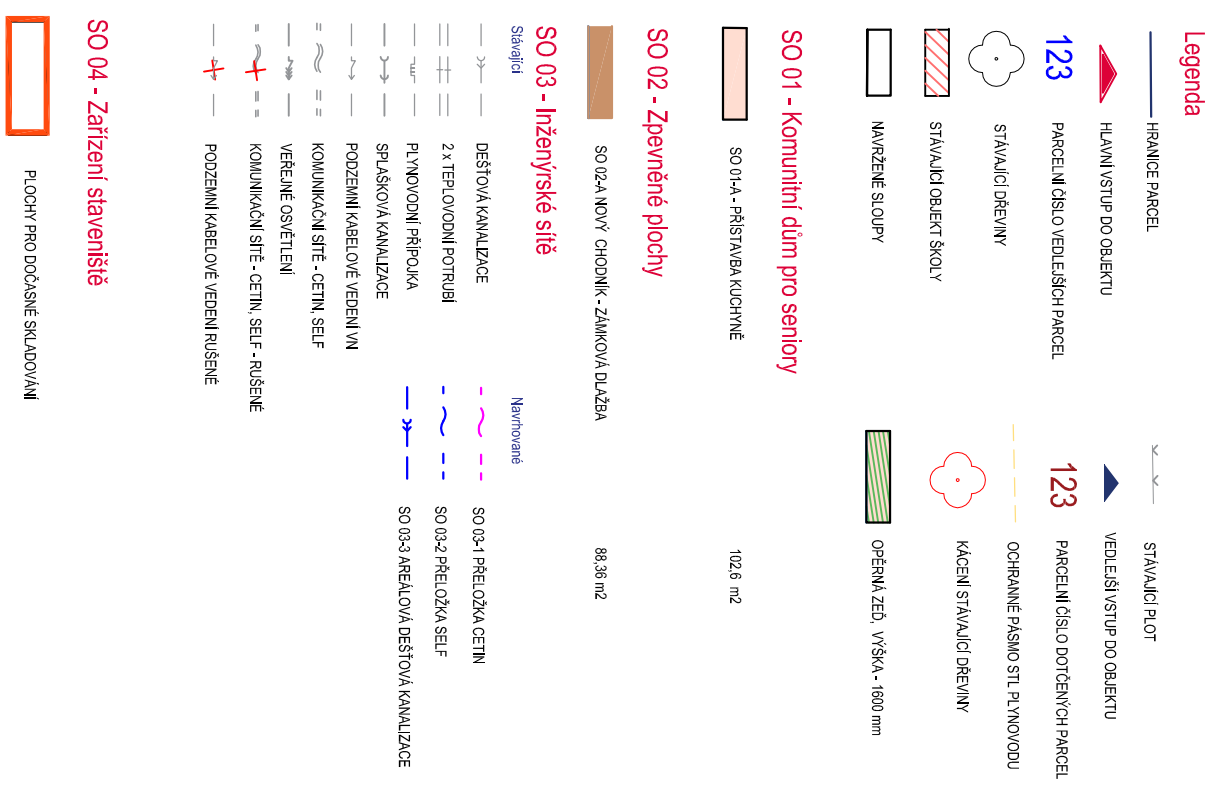 Legenda
HRANICE PARCEL
STÁVAJÍCÍ PLOT
HLAVNÍ VSTUP DO OBJEKTU
VEDLEJŠÍ VSTUP DO OBJEKTU
123
PARCELNÍ ČÍSLO VEDLEJŠÍCH PARCEL
123
PARCELNÍ ČÍSLO DOTČENÝCH PARCEL
STÁVAJÍCÍ DŘEVINY
OCHRANNÉ PÁSMO STL PLYNOVODU
STÁVAJÍCÍ OBJEKT ŠKOLY
KÁCENÍ STÁVAJÍCÍ DŘEVINY
NAVRŽENÉ SLOUPY
OPĚRNÁ ZEĎ, VÝŠKA - 1600 mm
SO 01 - Komunitní dům pro seniory
SO 01-A - PŘÍSTAVBA KUCHYNĚ
102,6 m2
SO 02 - Zpevněné plochy
SO 02-A NOVÝ CHODNÍK - ZÁMKOVÁ DLAŽBA
88,36 m2
SO 03 - Inženýrské sítě
Stávající
Navrhované
DEŠŤOVÁ KANALIZACE
SO 03-1 PŘELOŽKA CETIN
2 x TEPLOVODNÍ POTRUBÍ
SO 03-2 PŘELOŽKA SELF
PLYNOVODNÍ PŘÍPOJKA
SO 03-3 AREÁLOVÁ DEŠŤOVÁ KANALIZACE
SPLAŠKOVÁ KANALIZACE
PODZEMNÍ KABELOVÉ VEDENÍ VN
KOMUNIKAČNÍ SÍTĚ - CETIN, SELF
VEŘEJNÉ OSVĚTLENÍ
KOMUNIKAČNÍ SÍTĚ - CETIN, SELF - RUŠENÉ
PODZEMNÍ KABELOVÉ VEDENÍ RUŠENÉ
SO 04 - Zařízení staveniště
PLOCHY PRO DOČASNÉ SKLADOVÁNÍ